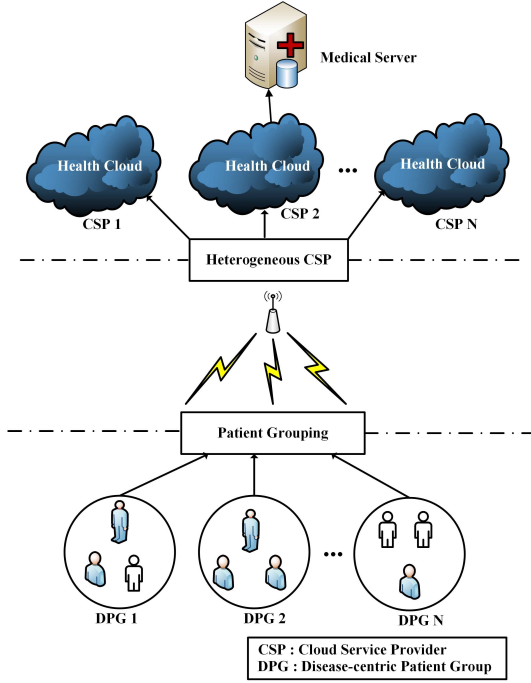 Medical Server
Health Cloud
Health Cloud
...
Health Cloud
CSP 1
CSP 2
CSP N
Heterogeneous CSP
Patient Grouping
...
DPG 1
DPG 2
DPG N
CSP : Cloud Service Provider
DPG : Disease-centric Patient Group